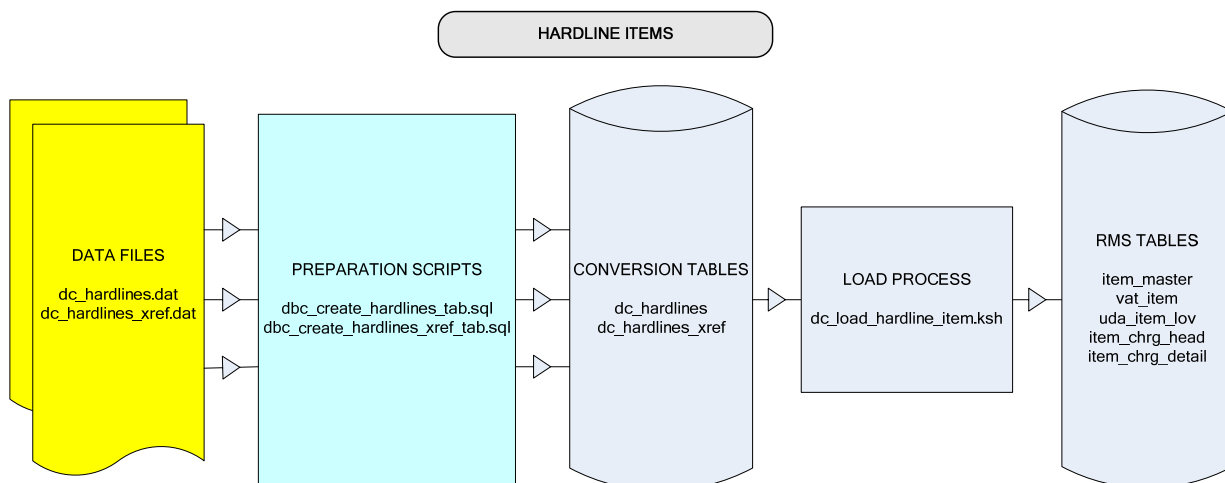 HARDLINE ITEMS
DATA FILES
dc_hardlines.dat
dc_hardlines_xref.dat
PREPARATION SCRIPTS
dbc_create_hardlines_tab.sql
dbc_create_hardlines_xref_tab.sql
CONVERSION TABLES
dc_hardlines
dc_hardlines_xref
LOAD PROCESS
dc_load_hardline_item.ksh
RMS TABLES
item_master
vat_item
uda_item_lov
item_chrg_head
item_chrg_detail